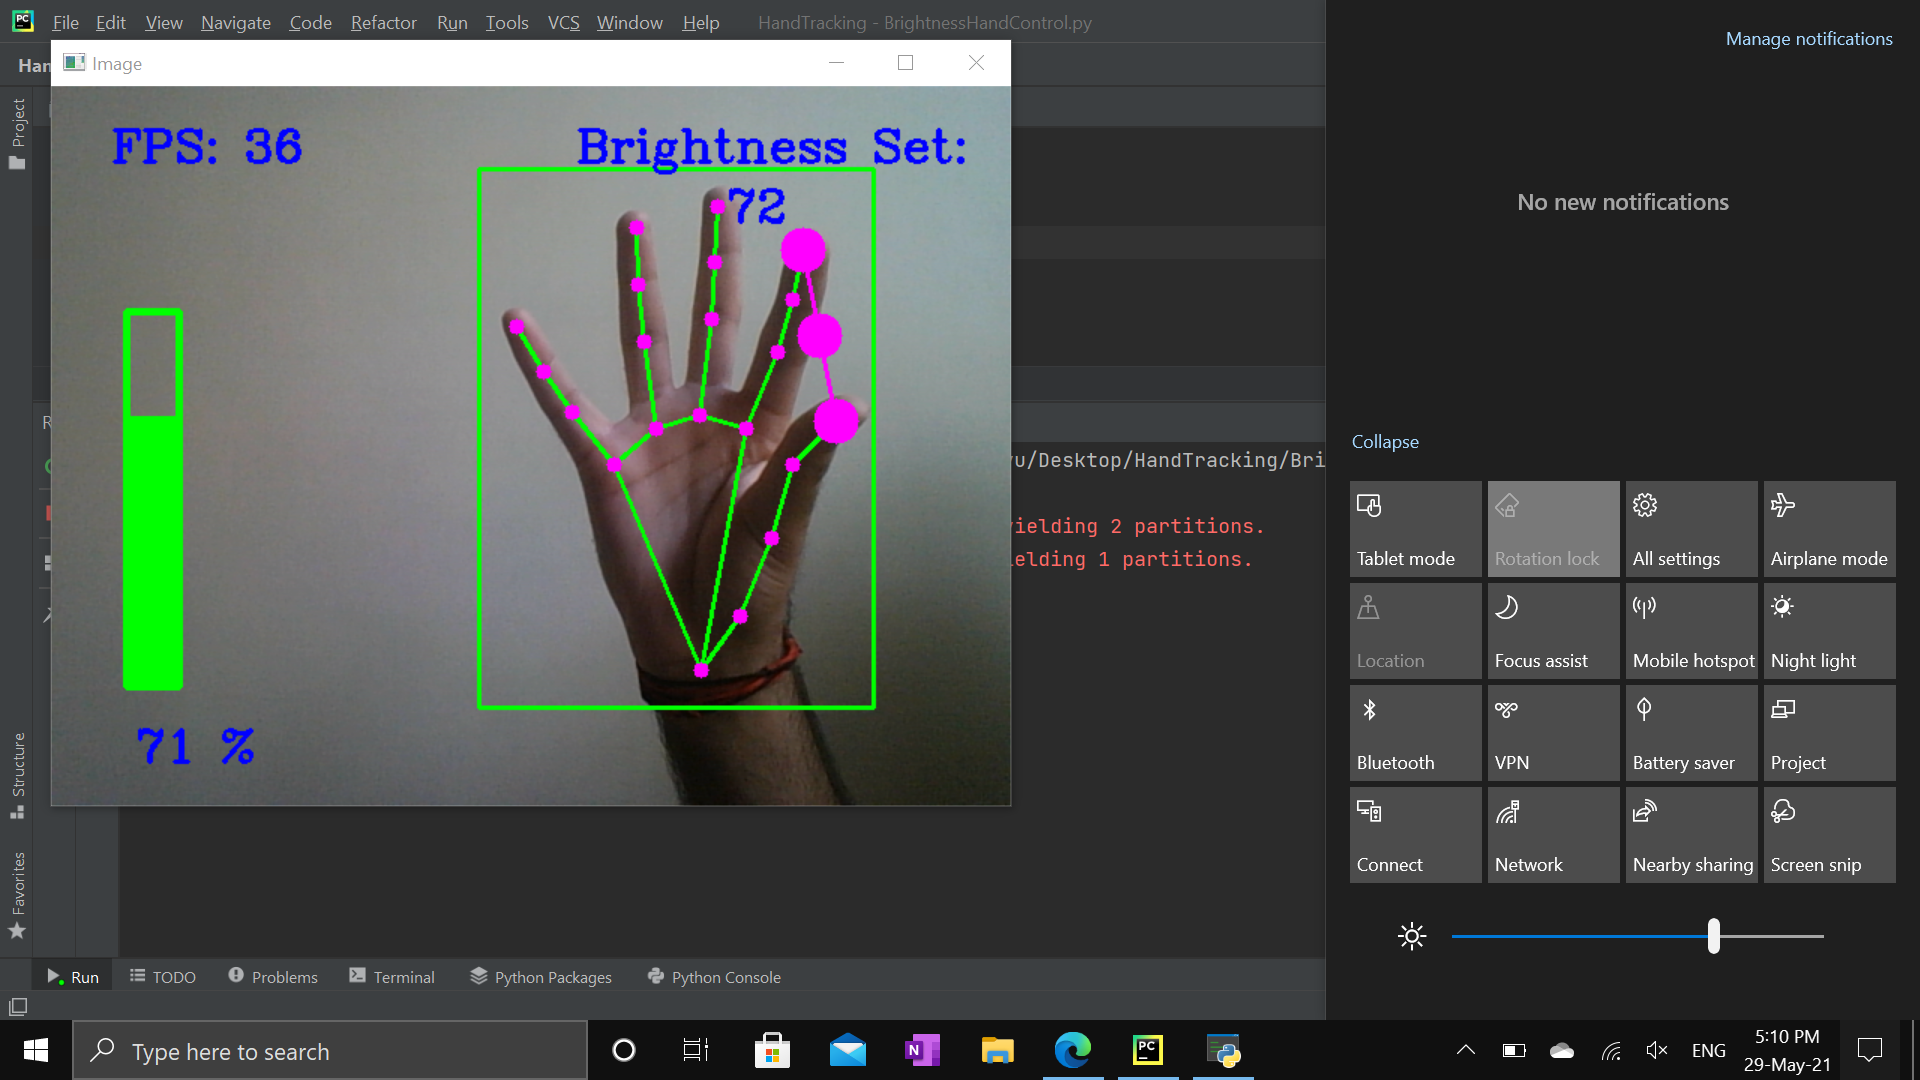 File Edit View Navigate Code Refactor Run Tools VCS Window Help HandTracking - BrightnessHandControl.py
Image
FPS: 36
Brightness Set:
72
71 %
Project
Structure
Favorites
vu/Desktop/HandTracking/Bri
yielding 2 partitions.
elding 1 partitions.
Run TODO Problems Terminal Python Packages Python Console
Manage notifications
No new notifications
Collapse
Tablet mode Rotation lock All settings Airplane mode
Location Focus assist Mobile hotspot Night light
Bluetooth VPN Battery saver Project
Connect Network Nearby sharing Screen snip
Type here to search
ENG
5:10 PM
29-May-21